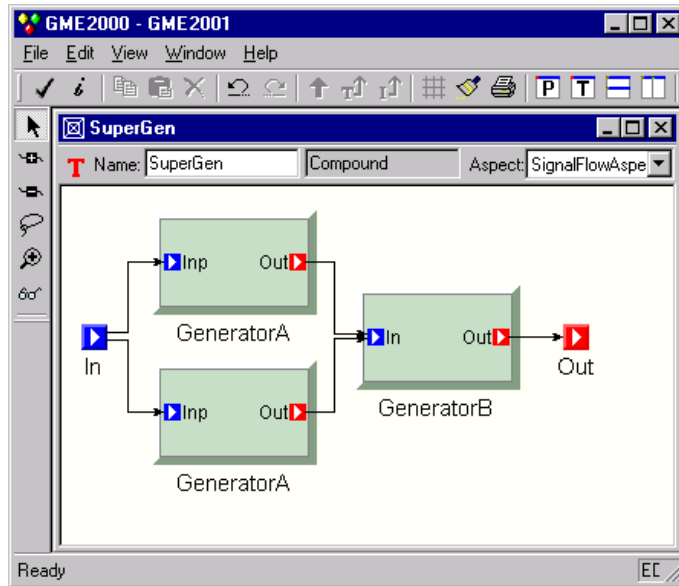 GME2000 - GME2001
File Edit View Window Help
P T
SuperGen
T Name: SuperGen Compound Aspect: SignalFlowAspe
Inp Out
GeneratorA
In Out
In Out
GeneratorB
Inp Out
GeneratorA
Ready